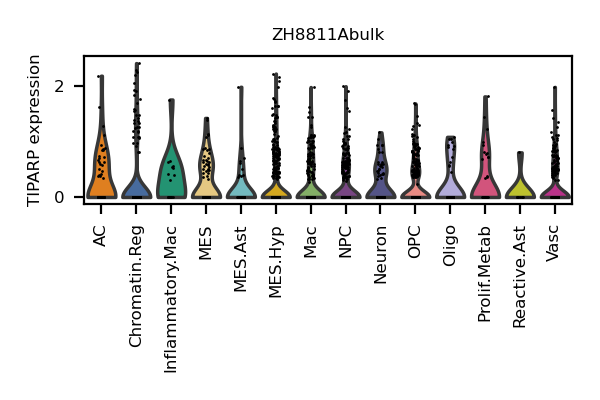 ZH8811Abulk
TIPARP expression
2
0
AC
Chromatin.Reg
Inflammatory.Mac
MES
MES.Ast
MES.Hyp
Mac
NPC
Neuron
OPC
Oligo
Prolif.Metab
Reactive.Ast
Vasc